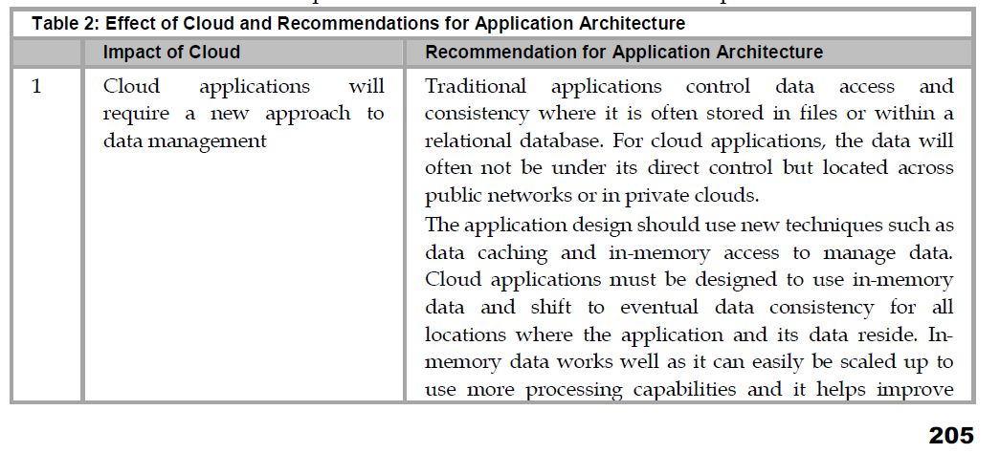 Table 2: Effect of Cloud and Recommendations for Application Architecture
Impact of Cloud
Recommendation for Application Architecture
1
Cloud applications will
require a new approach to
data management
Traditional applications control data access and
consistency where it is often stored in files or within a
relational database. For cloud applications, the data will
often not be under its direct control but located across
public networks or in private clouds.
The application design should use new techniques such as
data caching and in-memory access to manage data.
Cloud applications must be designed to use in-memory
data and shift to eventual data consistency for all
locations where the application and its data reside. In-
memory data works well as it can easily be scaled up to
use more processing capabilities and it helps improve
205